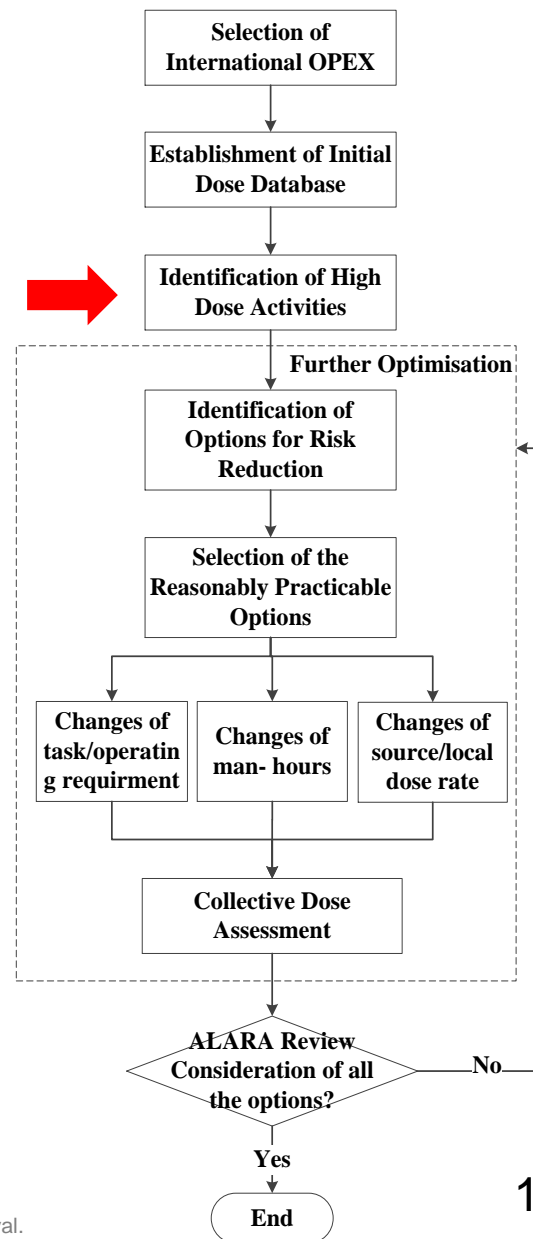 Selection of
International OPEX
Establishment of Initial
Dose Database
Identification of High
Dose Activities
Further Optimisation
Identification of
Options for Risk
Reduction
Selection of the
Reasonably Practicable
Options
Changes of
task/operatin
g requirment
Changes of
man- hours
Changes of
source/local
dose rate
Collective Dose
Assessment
ALARA Review
Consideration of all
the options?
No
Yes
End
1
val.